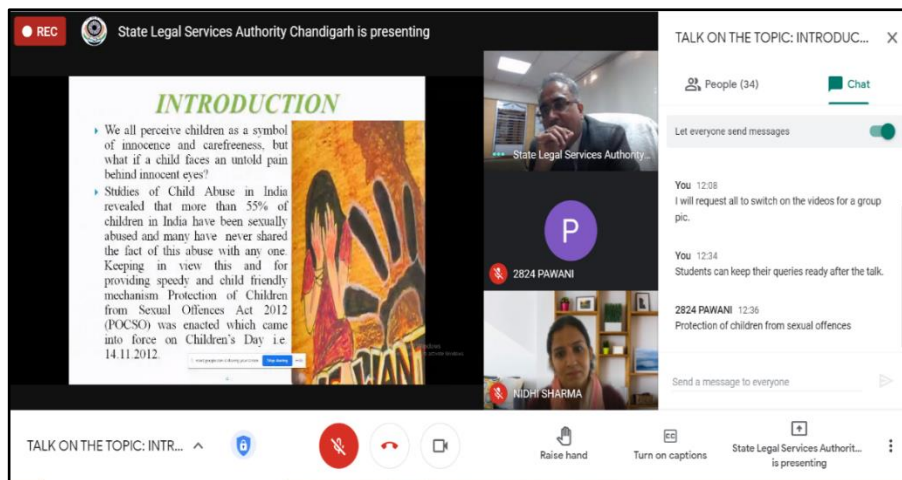 REC
State Legal Services Authority Chandigarh is presenting
TALK ON THE TOPIC: INTRODUC...
INTRODUCTION
We all perceive children as a symbol
of innocence and carefreeness, but
what if a child faces an untold pain
behind innocent eyes?
Studies of Child Abuse in India
revealed that more than 55% of
children in India have been sexually
abused and many have never shared
the fact of this abuse with any one.
Keeping in view this and for
providing speedy and child friendly
mechanism Protection of Children
from Sexual Offences Act 2012
(POCSO) was enacted which came
into force on Children's Day i.e.
14.11.2012.
Stop sharing
WANT
State Legal Services Authority...
P
2824 PAWANI
NIDHI SHARMA
People (34)
Chat
Let everyone send messages
You 12:08
I will request all to switch on the videos for a group
pic.
You 12:34
Students can keep their queries ready after the talk.
2824 PAWANI 12:36
Protection of children from sexual offences
Send a message to everyone
TALK ON THE TOPIC: INTR...
Raise hand
CC
Turn on captions
State Legal Services Authorit...
is presenting